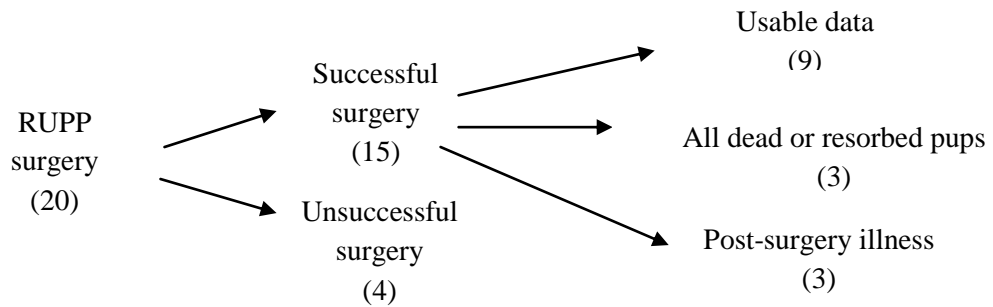 RUPP
surgery
(20)
Successful
surgery
(15)
Unsuccessful
surgery
(4)
Usable data
(9)
All dead or resorbed pups
(3)
Post-surgery illness
(3)